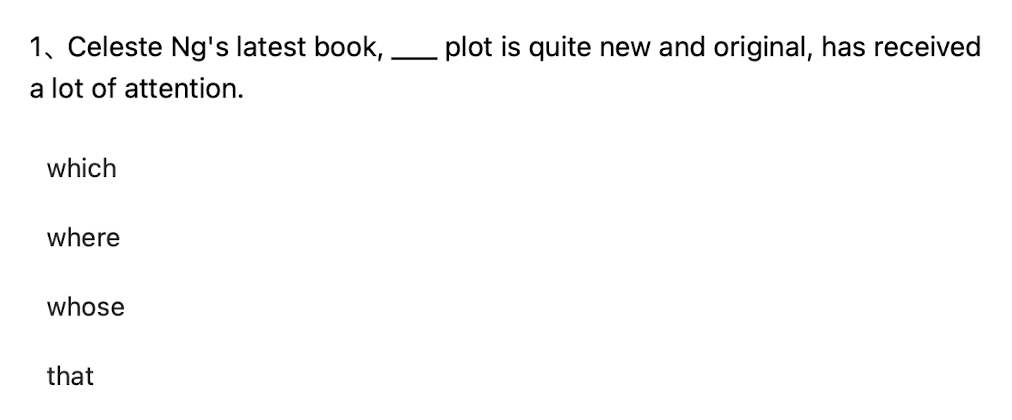 1、Celeste Ng's latest book, ___ plot is quite new and original, has received
a lot of attention.
which
where
whose
that